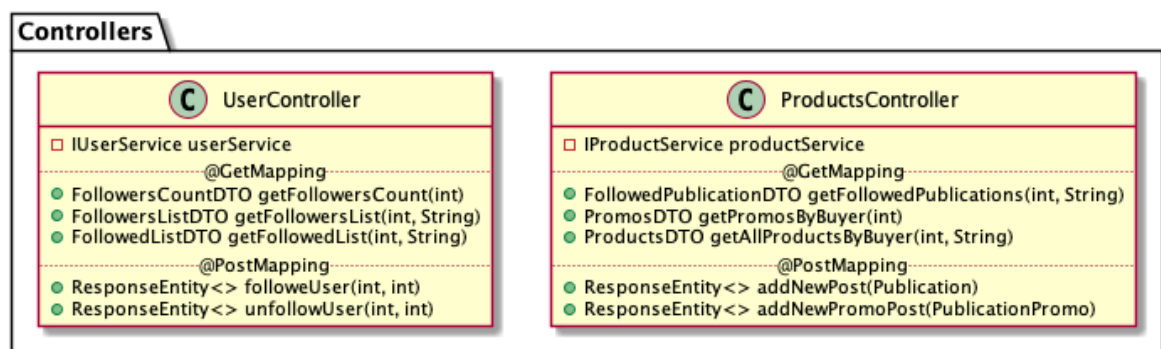 Controllers
C UserController
IUserService userService
@GetMapping
FollowersCountDTO getFollowersCount(int)
FollowersListDTO getFollowersList(int, String)
FollowedListDTO getFollowedList(int, String)
@PostMapping
ResponseEntity<> followeUser(int, int)
ResponseEntity<> unfollowUser(int, int)
C ProductsController
IProductService productService
@GetMapping
FollowedPublicationDTO getFollowedPublications(int, String)
PromosDTO getPromosByBuyer(int)
ProductsDTO getAllProductsByBuyer(int, String)
@PostMapping
ResponseEntity<> addNewPost(Publication)
ResponseEntity<> addNewPromoPost(PublicationPromo)